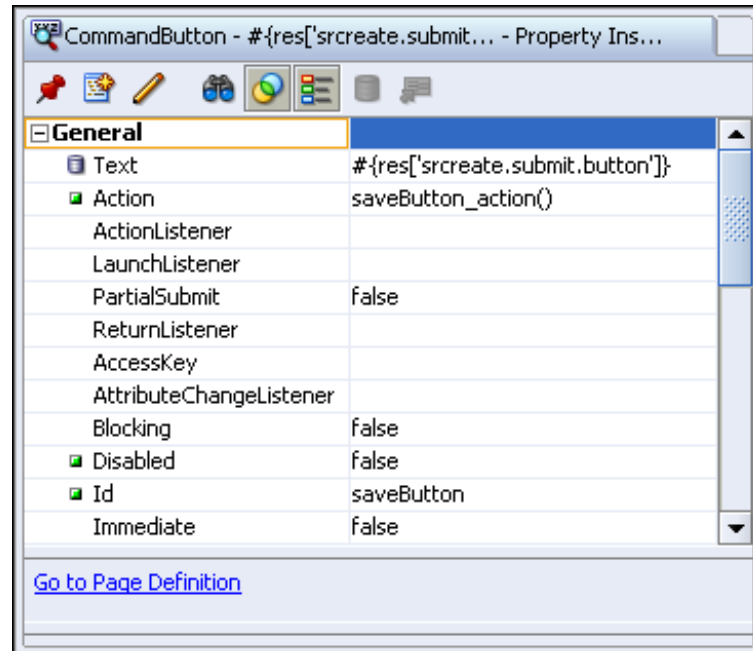 CommandButton - #{res['srcreate.submit... - Property Ins...
General
Text #{res['srcreate.submit.button']}
Action saveButton_action()
ActionListener
LaunchListener
PartialSubmit false
ReturnListener
AccessKey
AttributeChangeListener
Blocking false
Disabled false
Id saveButton
Immediate false
Go to Page Definition